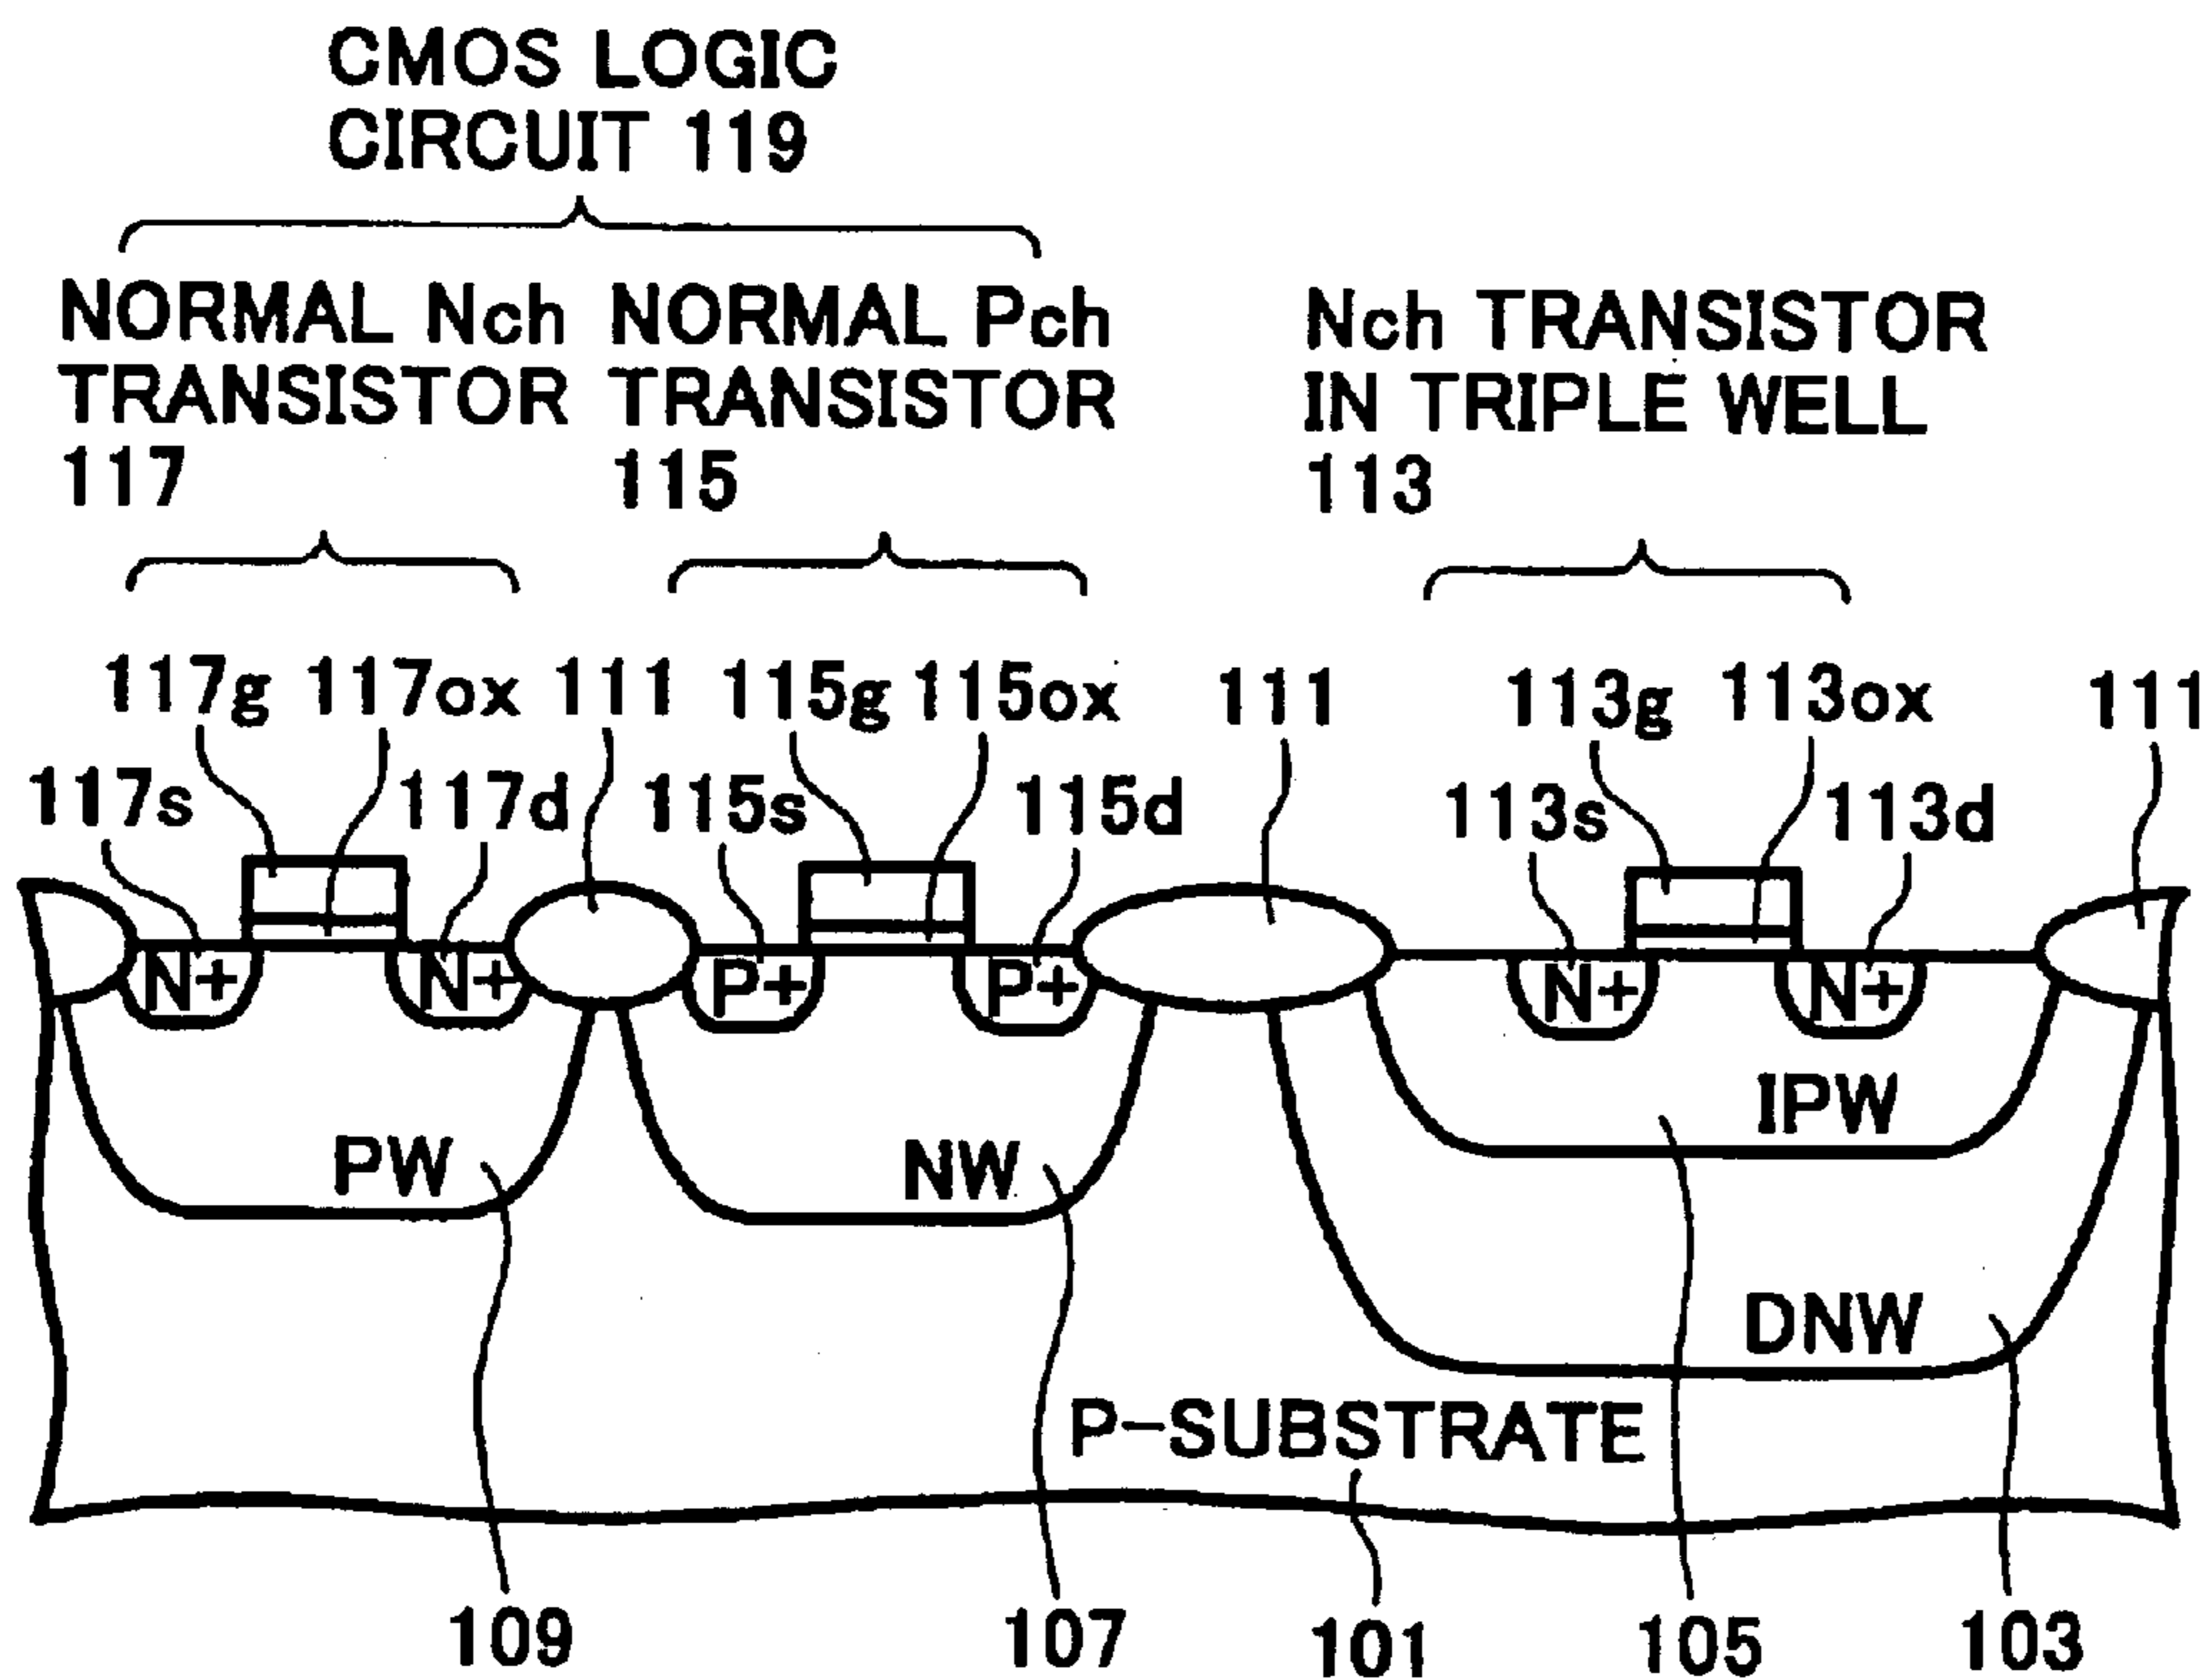 CMOS LOGIC
CIRCUIT 119
NORMAL Nch
TRANSISTOR
117
NORMAL Pch
TRANSISTOR
115
Nch TRANSISTOR
IN TRIPLE WELL
113
117g 117ox 111 115g 115ox 111 113g 113ox 111
117s 117d 115s 115d 113s 113d
N+ N+ P+ P+ N+ N+
IPW
PW NW
DNW
P-SUBSTRATE
109 107 101 105 103